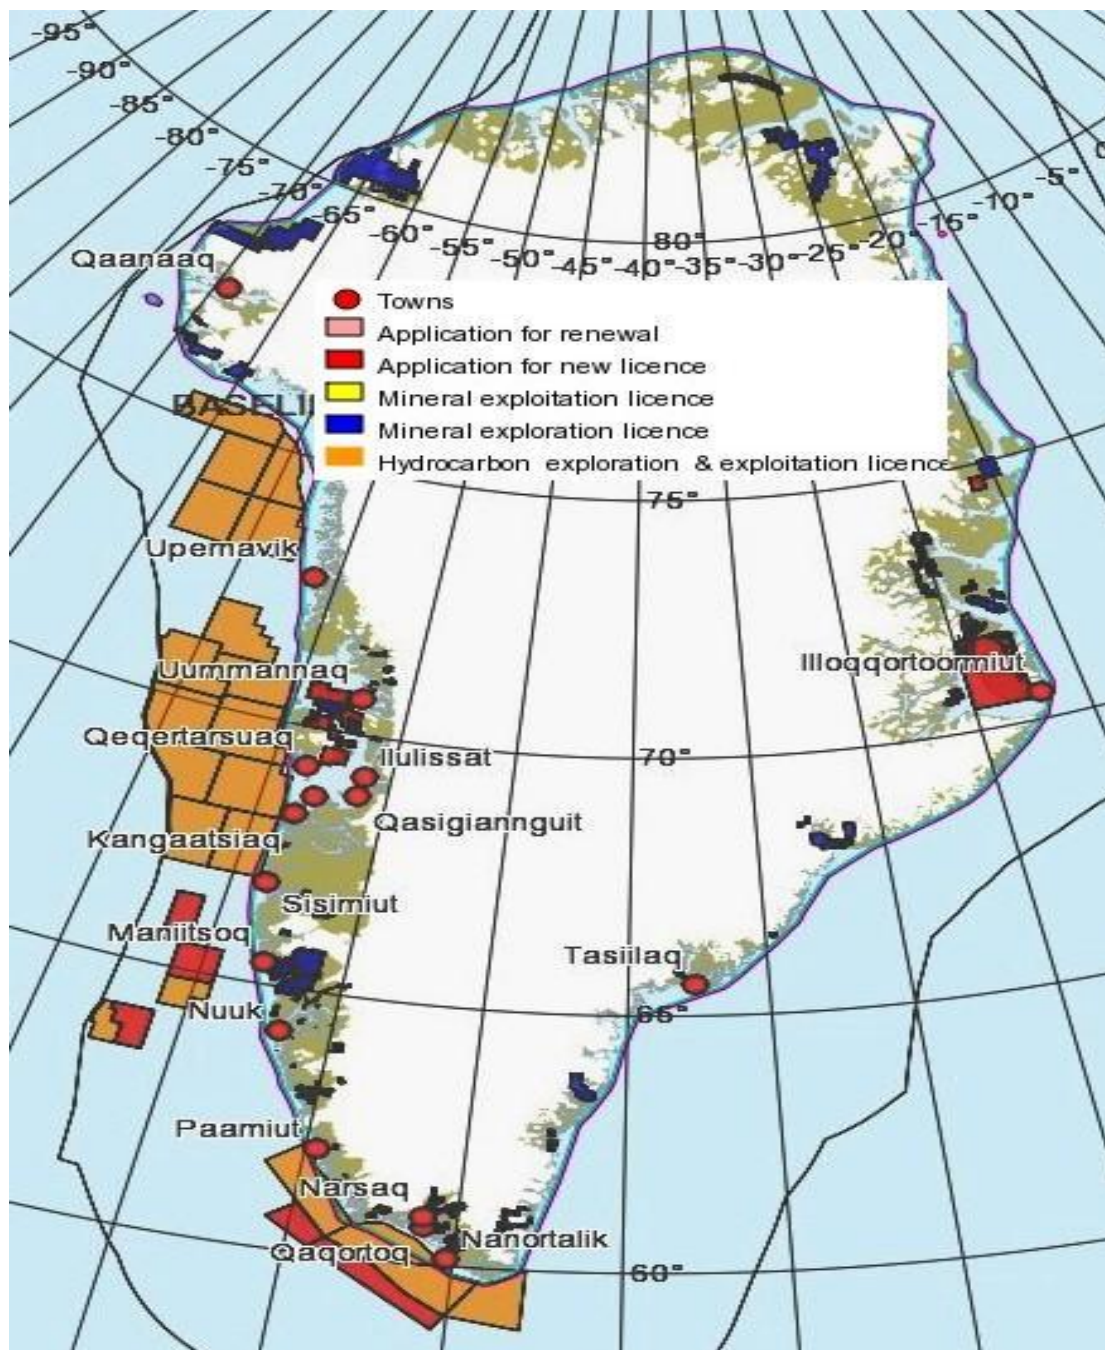 -95°
-90°
-85°
-80°
-75°
-70°
-65°
-60°
-55°
-50°
-45°
-40°
-35°
-30°
-25°
-20°
-15°
-10°
-5°
0
80°
Qaanaaq
Towns
Application for renewal
Application for new licence
Mineral exploitation licence
Mineral exploration licence
Hydrocarbon exploration & exploitation licence
BASELII
75°
Upernavik
Uummannaq
Illoqqortoormiut
Qeqertarsuaq
Ilulissat
70°
Qasigiannguit
Kangaatsiaq
Sisimiut
Maniitsoq
Tasiilaq
Nuuk
65°
Paamiut
Narsaq
Nanortalik
Qaqortoq
60°